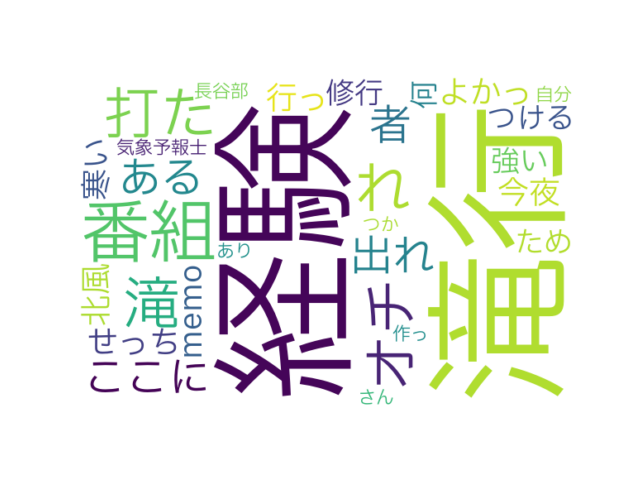 長谷部
行っ
修行
何
よかっ
自分
打た
者
つける
気象予報士
寒い
ある
れ
強い
今夜
番組
経験
滝行
つか
出
れ
ため
あり
北風
滝
memo
オチ
せっち
作っ
ここに
さん